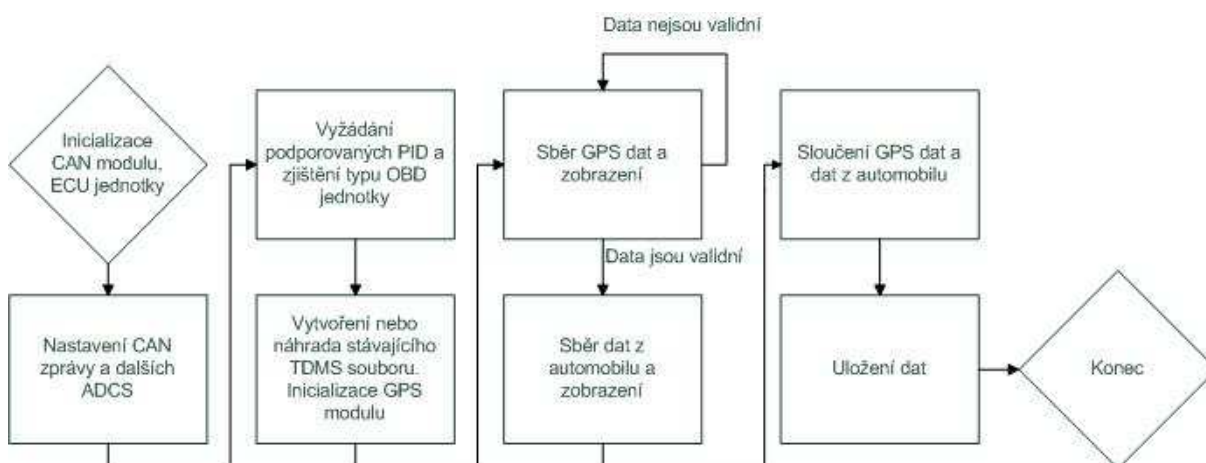 Inicializace
CAN modulu,
ECU jednotky
Nastavení CAN
zprávy a dalších
ADCS
Vyžádání
podporovaných PID a
zjištění typu OBD
jednotky
Vytvoření nebo
náhrada stávajícího
TDMS souboru.
Inicializace GPS
modulu
Data nejsou validní
Sběr GPS dat a
zobrazení
Data jsou validní
Sběr dat z
automobilu a
zobrazení
Sloučení GPS dat a
dat z automobilu
Uložení dat
Konec